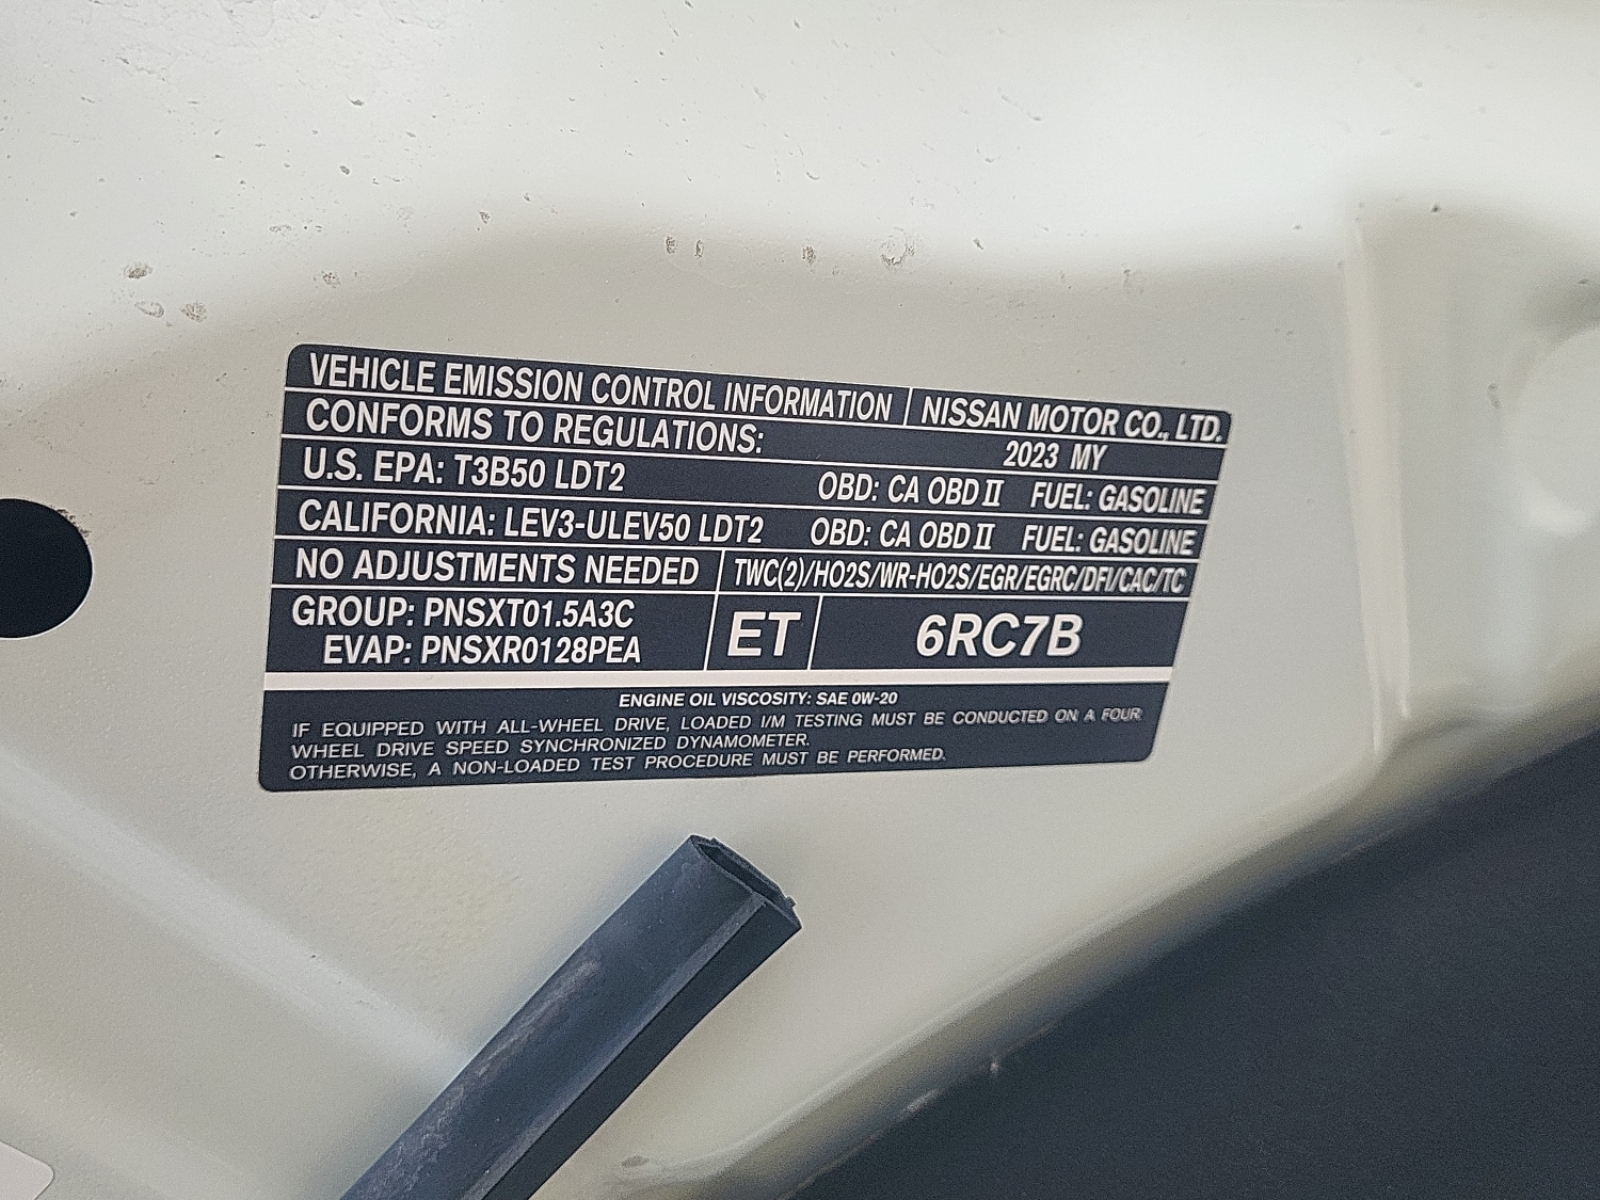 VEHICLE EMISSION CONTROL INFORMATION NISSAN MOTOR CO., LTD.
CONFORMS TO REGULATIONS: 2023 MY
U.S. EPA: T3B50 LDT2 OBD: CA OBD II FUEL: GASOLINE
CALIFORNIA: LEV3-ULEV50 LDT2 OBD: CA OBD II FUEL: GASOLINE
NO ADJUSTMENTS NEEDED TWC(2)/HO2S/WR-HO2S/EGR/EGRC/DFI/CAC/TC
GROUP: PNSXT01.5A3C
EVAP: PNSXR0128PEA
ET 6RC7B
ENGINE OIL VISCOSITY: SAE 0W-20
IF EQUIPPED WITH ALL-WHEEL DRIVE, LOADED I/M TESTING MUST BE CONDUCTED ON A FOUR
WHEEL DRIVE SPEED SYNCHRONIZED DYNAMOMETER.
OTHERWISE, A NON-LOADED TEST PROCEDURE MUST BE PERFORMED.